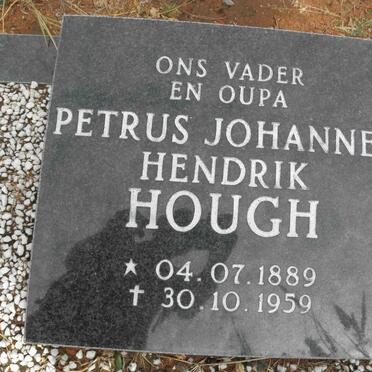 ONS VADER
EN OUPA
PETRUS JOHANNE
HENDRIK
HOUGH
★ 04.07.1889
✝ 30.10.1959